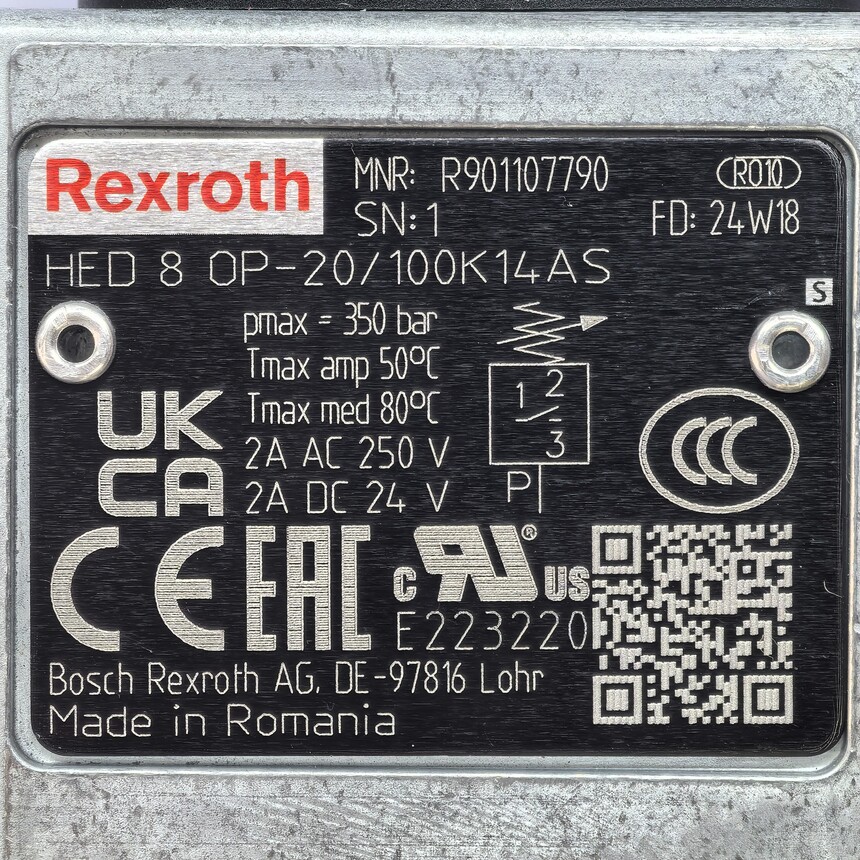 Rexroth
MNR: R901107790
RO10
SN: 1
FD: 24W18
HED 8 OP-20/100K14AS
S
pmax = 350 bar
Tmax amp 50°C
Tmax med 80°C
2A AC 250 V
2A DC 24 V
1 2
3
P
UK
CA
CCC
CE
EAC
c RU® US
E223220
Bosch Rexroth AG, DE-97816 Lohr
Made in Romania